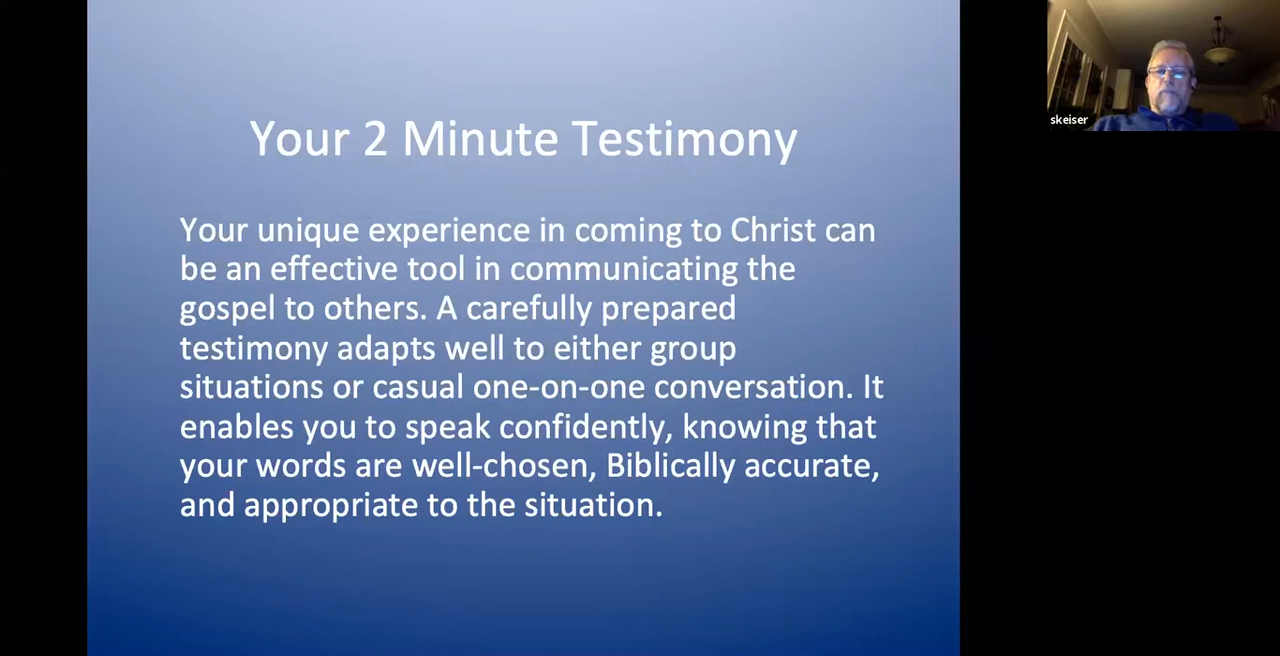 Your 2 Minute Testimony
Your unique experience in coming to Christ can
be an effective tool in communicating the
gospel to others. A carefully prepared
testimony adapts well to either group
situations or casual one-on-one conversation. It
enables you to speak confidently, knowing that
your words are well-chosen, Biblically accurate,
and appropriate to the situation.
skeiser